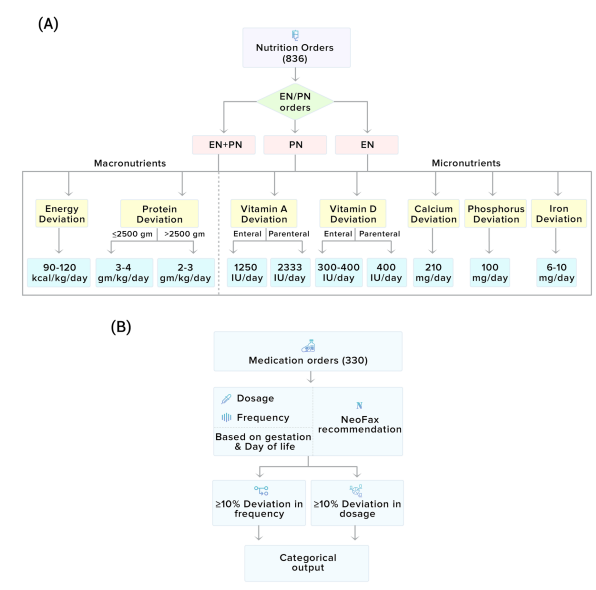 (A)
Nutrition Orders
(836)
EN/PN
orders
EN+PN
PN
EN
Macronutrients
Micronutrients
Energy
Deviation
Protein
Deviation
≤2500 gm
>2500 gm
Vitamin A
Deviation
Enteral
Parenteral
Vitamin D
Deviation
Enteral
Parenteral
Calcium
Deviation
Phosphorus
Deviation
Iron
Deviation
90-120
kcal/kg/day
3-4
gm/kg/day
2-3
gm/kg/day
1250
IU/day
2333
IU/day
300-400
IU/day
400
IU/day
210
mg/day
100
mg/day
6-10
mg/day
(B)
Medication orders (330)
Dosage
Frequency
Based on gestation
& Day of life
N
NeoFax
recommendation
≥10% Deviation in
frequency
≥10% Deviation in
dosage
Categorical
output